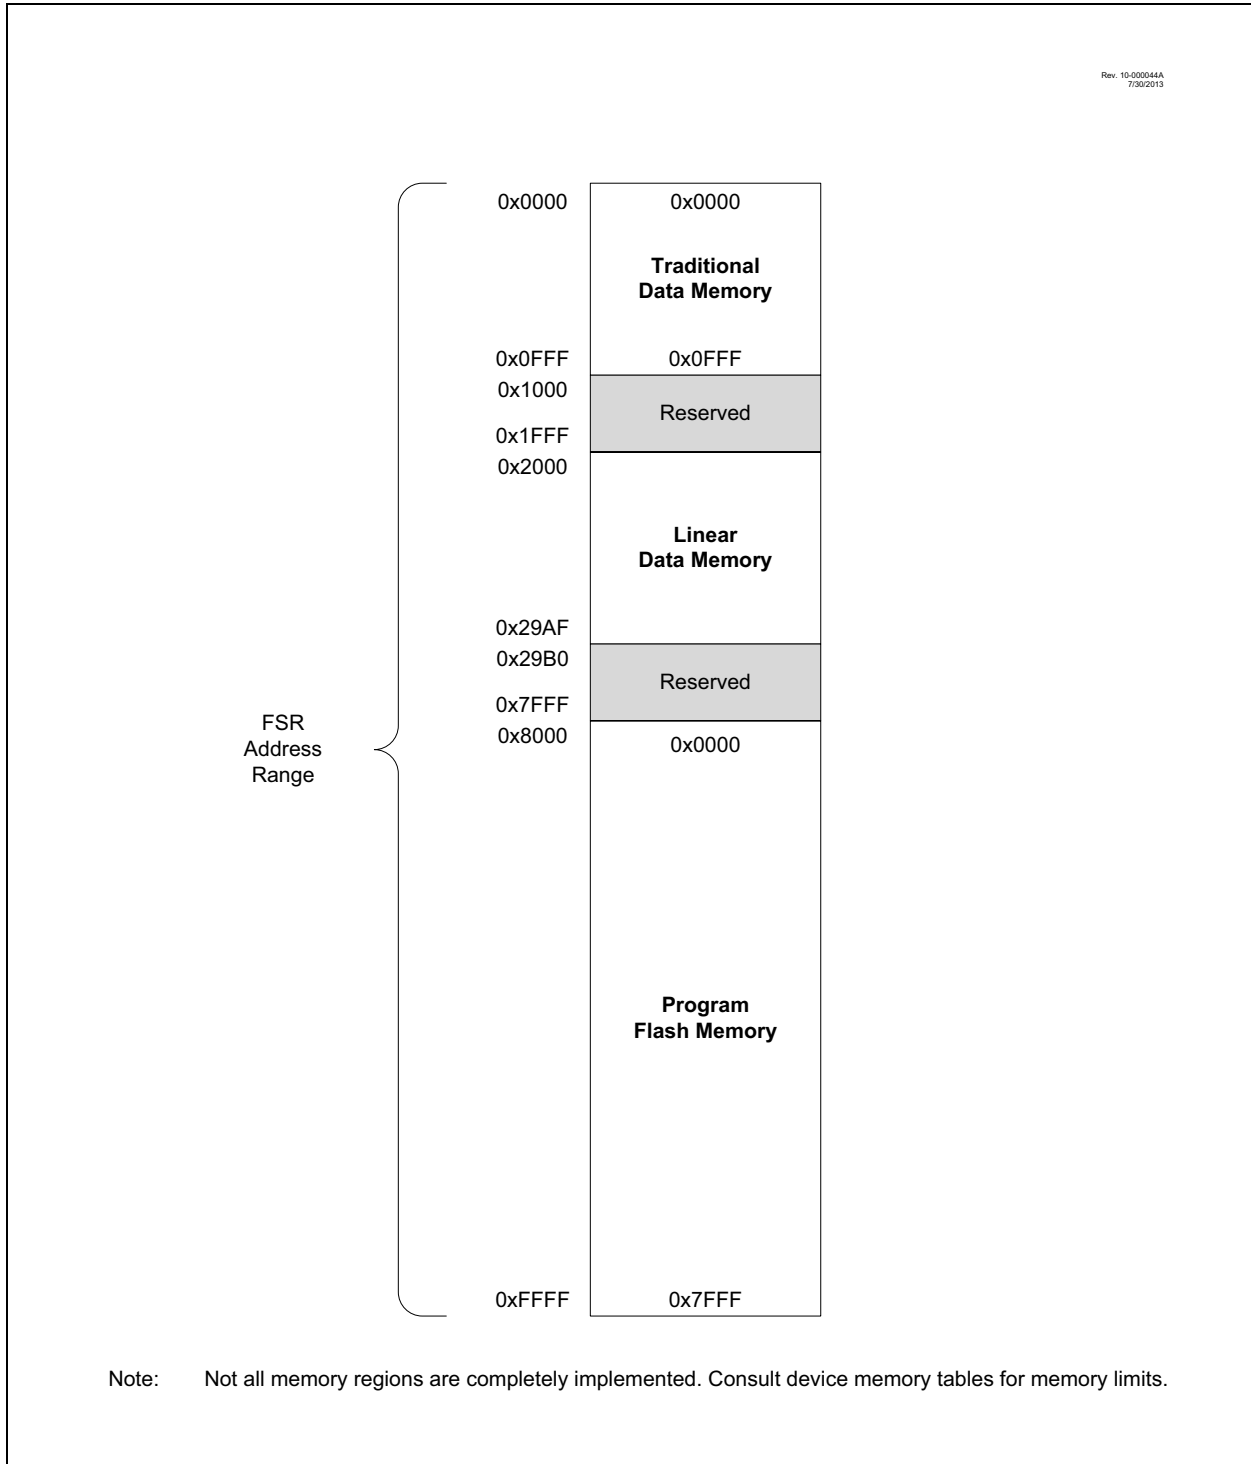 Rev. 10-000044A
7/30/2013
0x0000 0x0000
Traditional
Data Memory
0x0FFF 0x0FFF
0x1000
Reserved
0x1FFF
0x2000
Linear
Data Memory
0x29AF
0x29B0
Reserved
0x7FFF
FSR
Address
Range
0x8000 0x0000
Program
Flash Memory
0xFFFF 0x7FFF
Note: Not all memory regions are completely implemented. Consult device memory tables for memory limits.